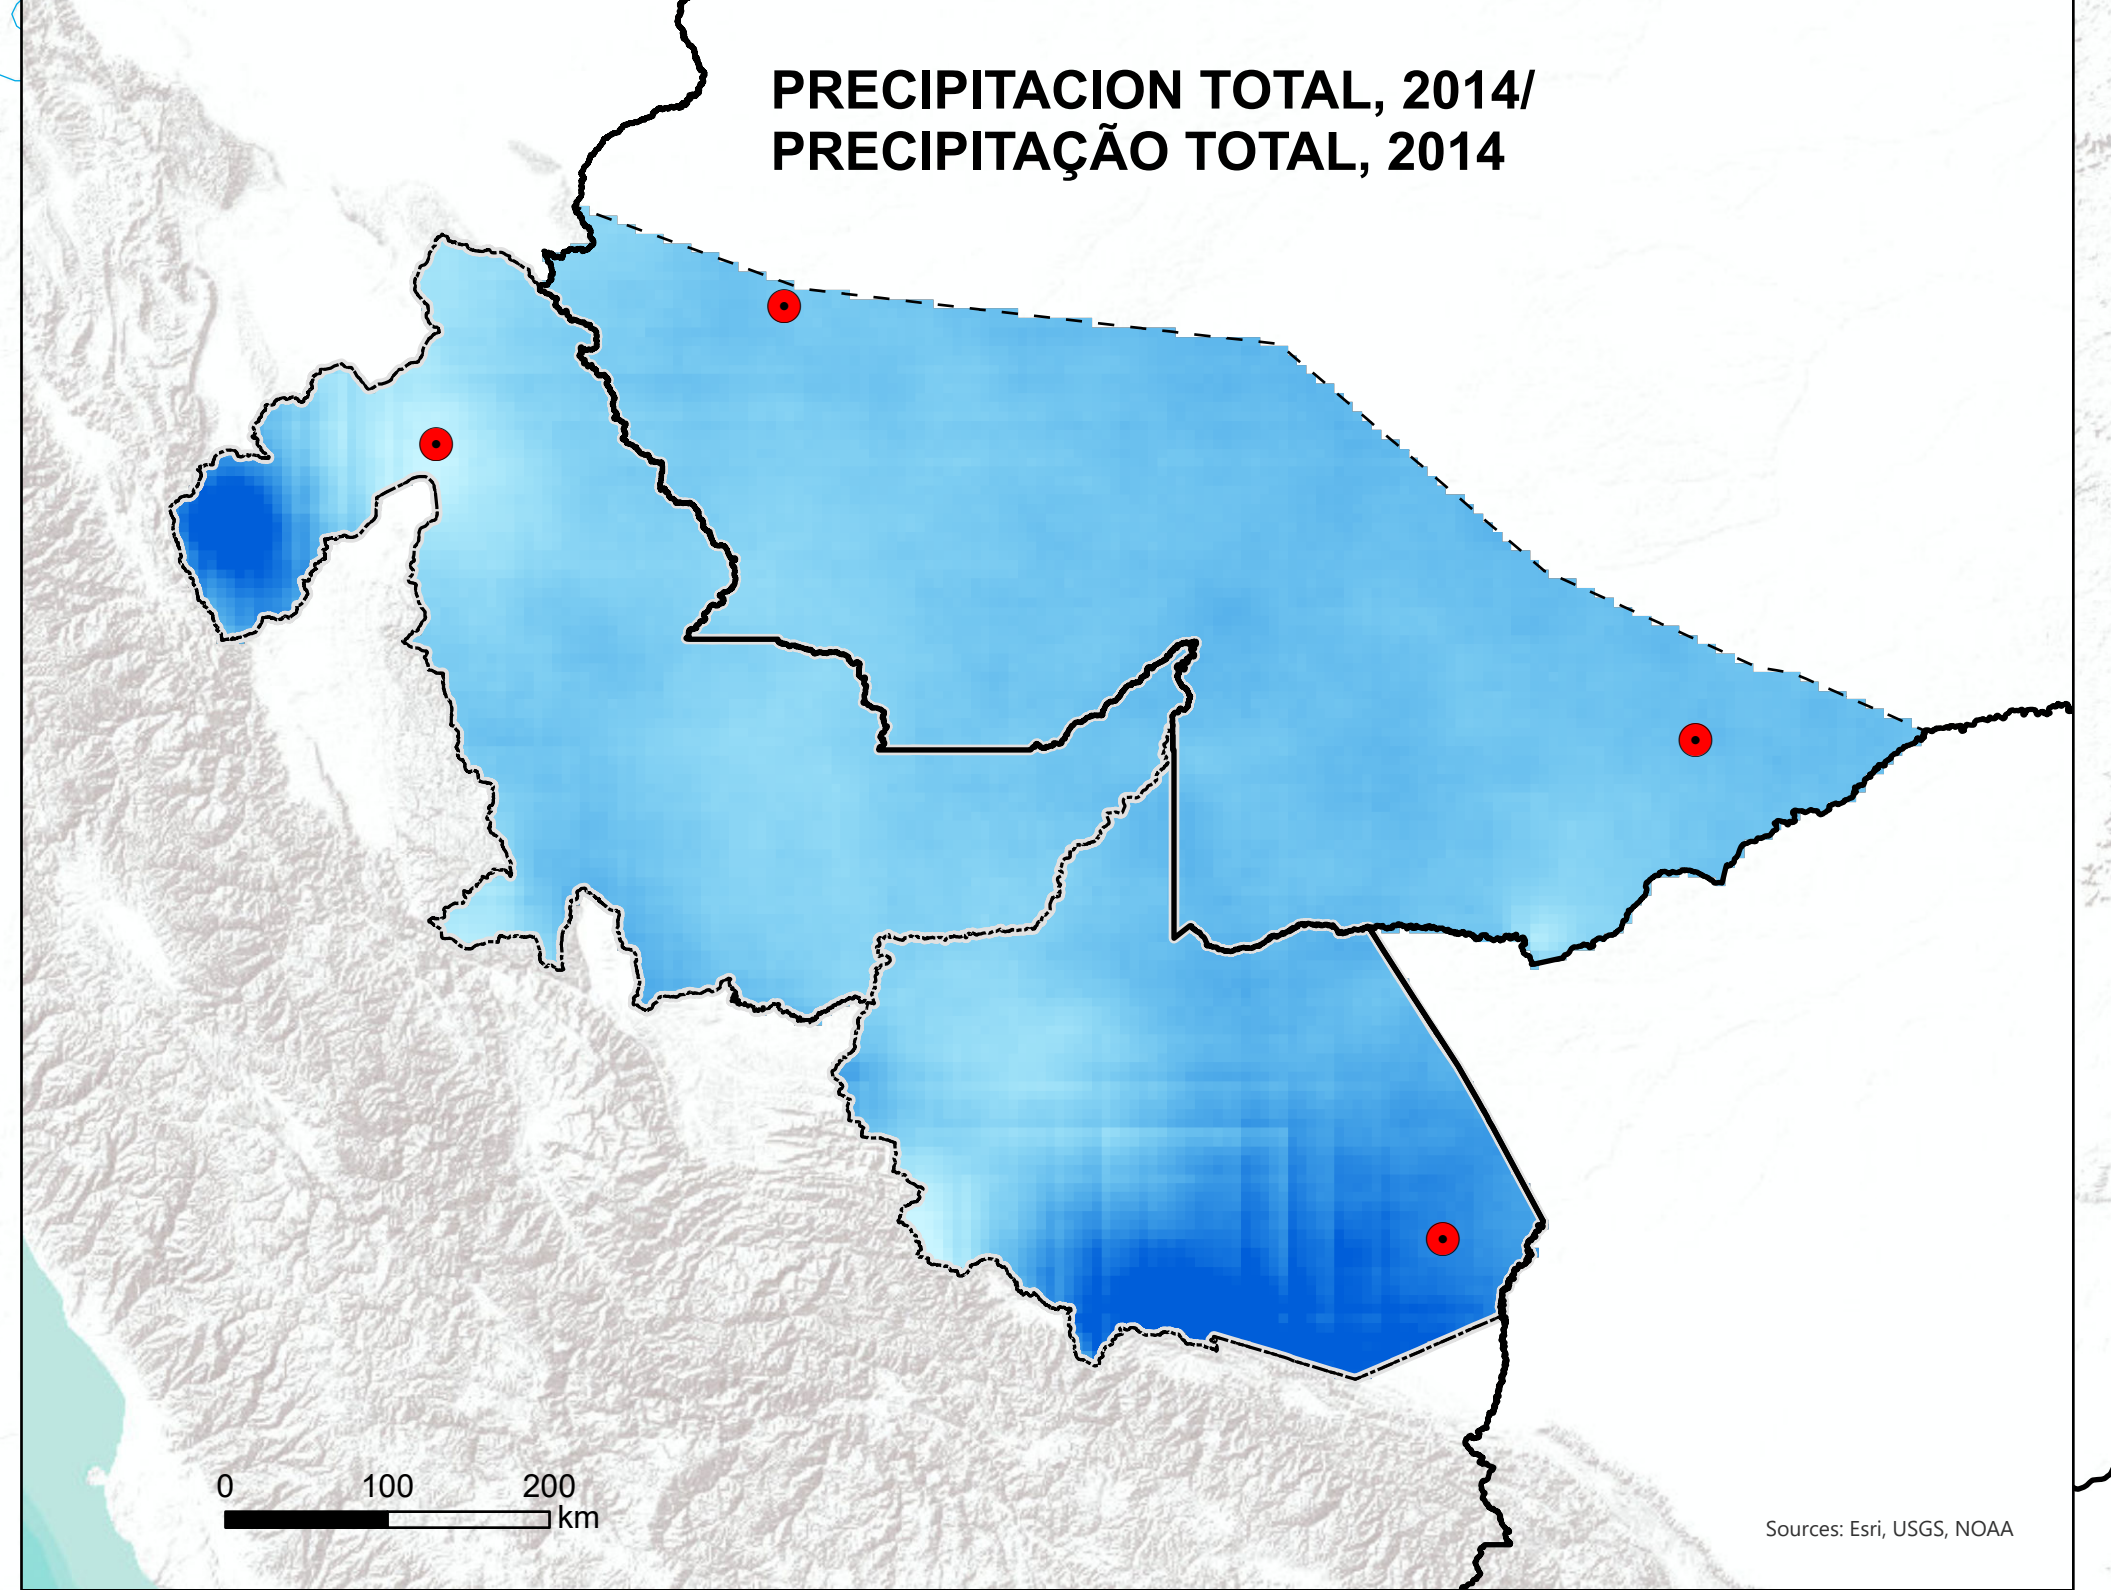 PRECIPITACION TOTAL, 2014/
PRECIPITAÇÃO TOTAL, 2014
0 100 200
km
Sources: Esri, USGS, NOAA